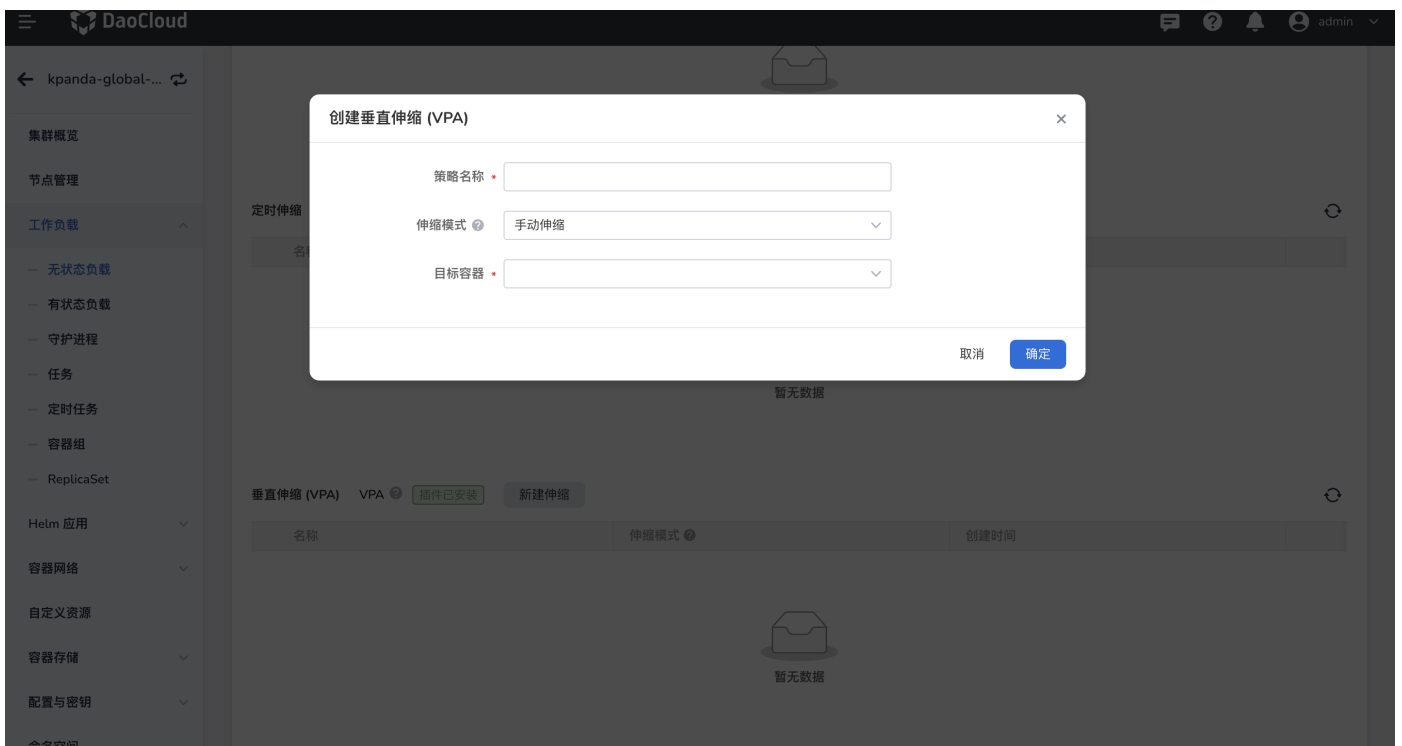 DaoCloud
admin
kpanda-global-...
集群概览
节点管理
工作负载
无状态负载
有状态负载
守护进程
任务
定时任务
容器组
ReplicaSet
Helm 应用
容器网络
自定义资源
容器存储
配置与密钥
命名空间
创建垂直伸缩 (VPA)
策略名称 *
伸缩模式 ? 手动伸缩
目标容器 *
取消 确定
定时伸缩
名
暂无数据
垂直伸缩 (VPA) VPA ? 插件已安装 新建伸缩
名称 伸缩模式 ? 创建时间
暂无数据